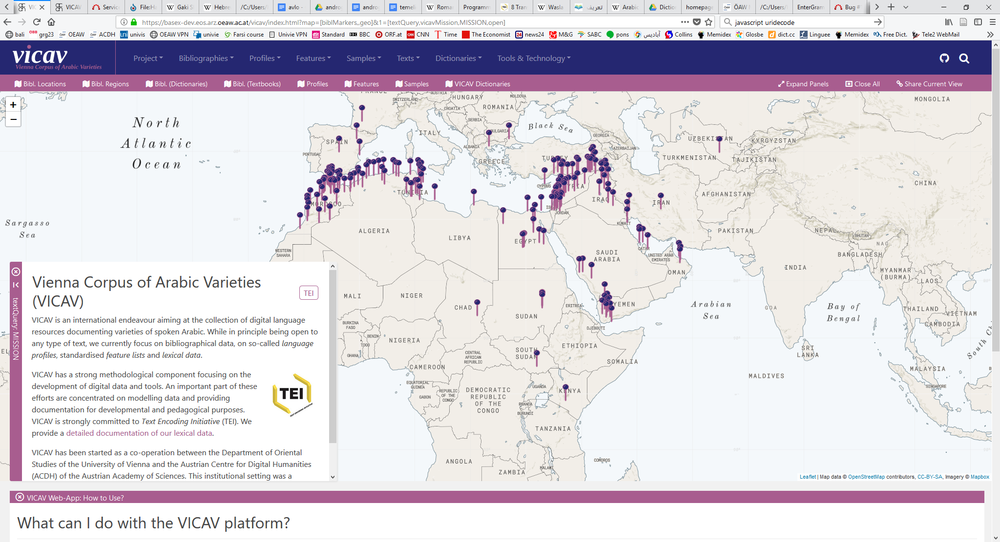 VIC
VICAV
Service
File:Ha
Gaki S
Hebre
/C:/Users/
avlo -
andro
andro
temeli
Roma
Programm
8 Tran
Wasla
تعريف
Arabic
Diction
homepage
ÖAW
/C:/Users/
EnterGram
Bug #
https://basex-dev.eos.arz.oeaw.ac.at/vicav/index.html?map=[biblMarkers,,geo]&1=[textQuery,vicavMission,MISSION,open]
javascript uridecode
bali
grg23
OEAW
ACDH
univis
OEAW VPN
univie
Farsi course
Univie VPN
Standard
BBC
ORF.at
CNN
Time
The Economist
news24
M&G
SABC
pons
آبادیس
Collins
Memidex
Glosbe
dict.cc
Linguee
Memidex
Free Dict.
Tele2 WebMail
vicav
Vienna Corpus of Arabic Varieties
Project
Bibliographies
Profiles
Features
Samples
Texts
Dictionaries
Tools & Technology
Bibl. Locations
Bibl. Regions
Bibl. (Dictionaries)
Bibl. (Textbooks)
Profiles
Features
Samples
VICAV Dictionaries
Expand Panels
Close All
Share Current View
+
−
North
Atlantic
Ocean
Sargasso
Sea
FRANCE
SWITZERLAND
AUSTRIA
HUNGARY
MOLDOVA
ROMANIA
CROATIA
SERBIA
BULGARIA
ITALY
ALBANIA
GREECE
SPAIN
PORTUGAL
Black Sea
GEORGIA
AZERBAIJAN
TURKEY
CYPRUS
SYRIA
IRAQ
IRAN
JORDAN
KUWAIT
UZBEKISTAN
KYRGYZSTAN
TURKMENISTAN
TAJIKISTAN
AFGHANISTAN
PAKISTAN
MONGOLIA
CHINA
NEPAL
BHUTAN
NAG
BANGLADESH
INDIA
MYANMAR
(BURMA)
LAOS
THAILAND
VIETNAM
CAMBODIA
GOA
Arabian
Sea
Bay of
Bengal
South Ch
SRI
LANKA
MALDIVES
MALAYSIA
SINGAPORE
MOROCCO
TUNISIA
ALGERIA
LIBYA
EGYPT
WESTERN
SAHARA
SAUDI
ARABIA
QATAR
UNITED ARAB
EMIRATES
OMAN
YEMEN
MALI
NIGER
CHAD
SUDAN
ERITREA
DJIBOUTI
BURKINA
FASO
BENIN
TOGO
GHANA
NIGERIA
CENTRAL
AFRICAN
REPUBLIC
SOUTH
SUDAN
ETHIOPIA
SOMALIA
CAMEROON
EQUATORIAL
GUINEA
GABON
REPUBLIC
OF THE
CONGO
DEMOCRATIC
REPUBLIC
OF THE
CONGO
UGANDA
KENYA
RWANDA
BURUNDI
TANZANIA
ANGOLA
ZAMBIA
MALAWI
COMOROS
textQuery: MISSION
Vienna Corpus of Arabic Varieties
(VICAV)
TEI
VICAV is an international endeavour aiming at the collection of digital language
resources documenting varieties of spoken Arabic. While in principle being open to
any type of text, we currently focus on bibliographical data, on so-called language
profiles, standardised feature lists and lexical data.
VICAV has a strong methodological component focusing on the
development of digital data and tools. An important part of these
efforts are concentrated on modelling data and providing
documentation for developmental and pedagogical purposes.
VICAV is strongly committed to Text Encoding Initiative (TEI). We
provide a detailed documentation of our lexical data.
TEI
TEXT ENCODING INITIATIVE
VICAV has been started as a co-operation between the Department of Oriental
Studies of the University of Vienna and the Austrian Centre for Digital Humanities
(ACDH) of the Austrian Academy of Sciences. This institutional setting was a
Leaflet | Map data © OpenStreetMap contributors, CC-BY-SA, Imagery © Mapbox
VICAV Web-App: How to Use?
What can I do with the VICAV platform?